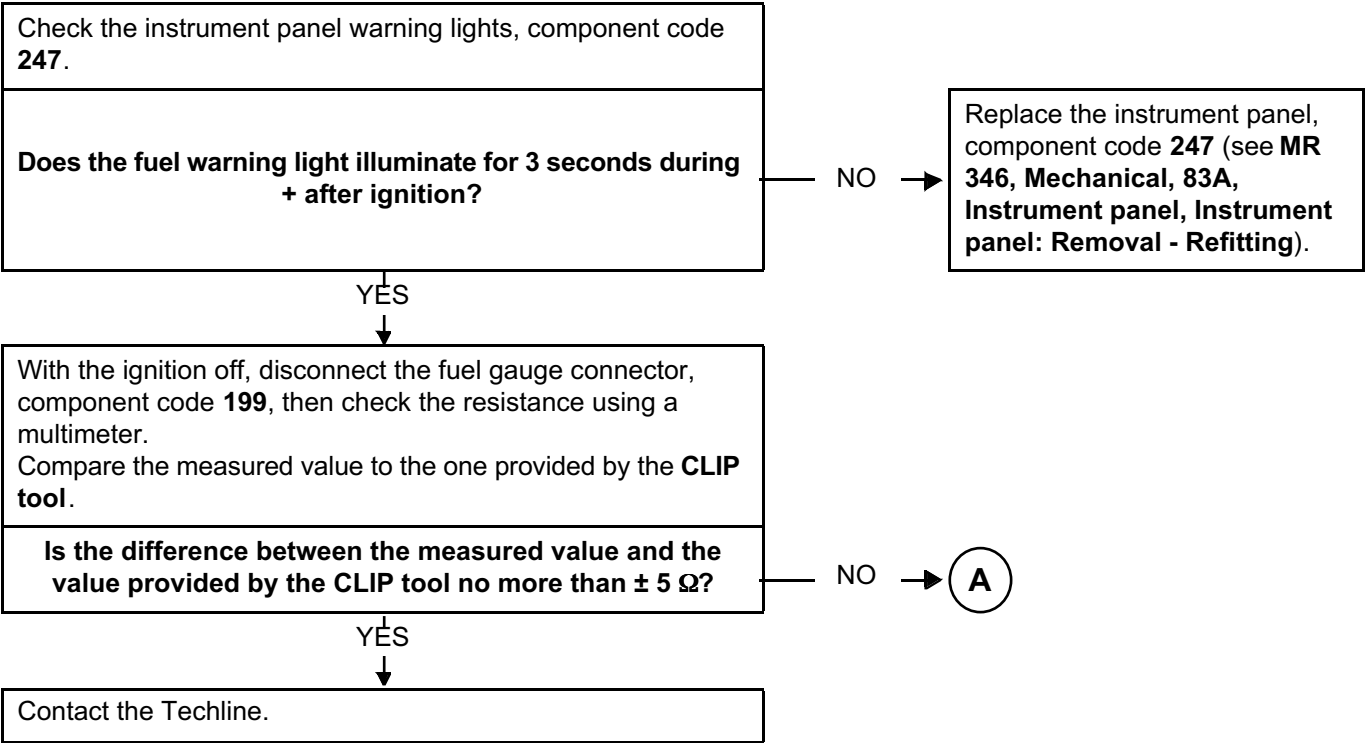 Check the instrument panel warning lights, component code
247.
Does the fuel warning light illuminate for 3 seconds during
+ after ignition?
NO
Replace the instrument panel,
component code 247 (see MR
346, Mechanical, 83A,
Instrument panel, Instrument
panel: Removal - Refitting).
YES
With the ignition off, disconnect the fuel gauge connector,
component code 199, then check the resistance using a
multimeter.
Compare the measured value to the one provided by the CLIP
tool.
Is the difference between the measured value and the
value provided by the CLIP tool no more than ± 5 Ω?
NO
A
YES
Contact the Techline.